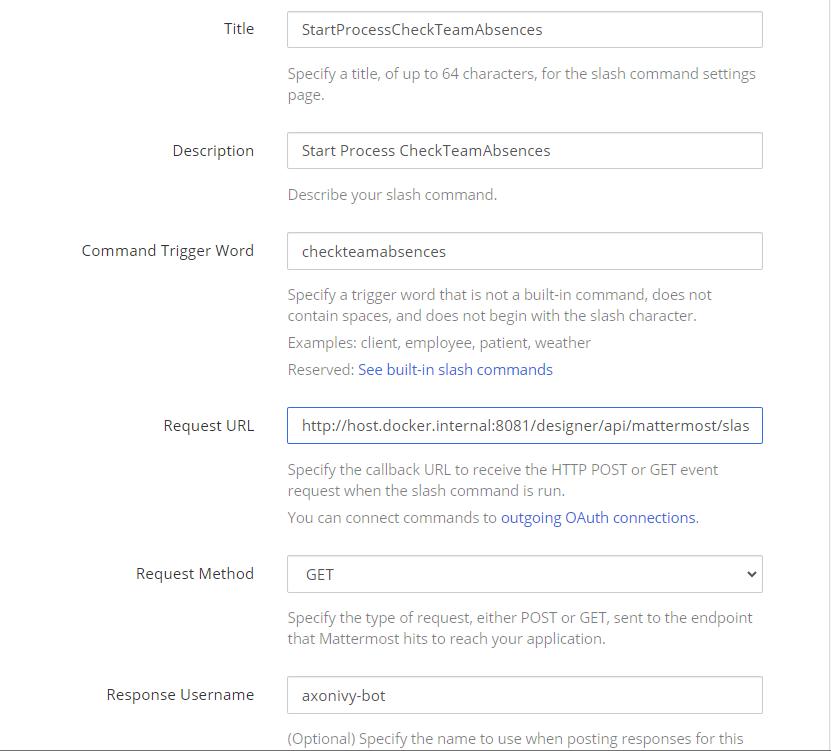 Title
StartProcessCheckTeamAbsences
Specify a title, of up to 64 characters, for the slash command settings
page.
Description
Start Process CheckTeamAbsences
Describe your slash command.
Command Trigger Word
checkteamabsences
Specify a trigger word that is not a built-in command, does not
contain spaces, and does not begin with the slash character.
Examples: client, employee, patient, weather
Reserved: See built-in slash commands
Request URL
http://host.docker.internal:8081/designer/api/mattermost/slas
Specify the callback URL to receive the HTTP POST or GET event
request when the slash command is run.
You can connect commands to outgoing OAuth connections.
Request Method
GET
Specify the type of request, either POST or GET, sent to the endpoint
that Mattermost hits to reach your application.
Response Username
axonivy-bot
(Optional) Specify the name to use when posting responses for this